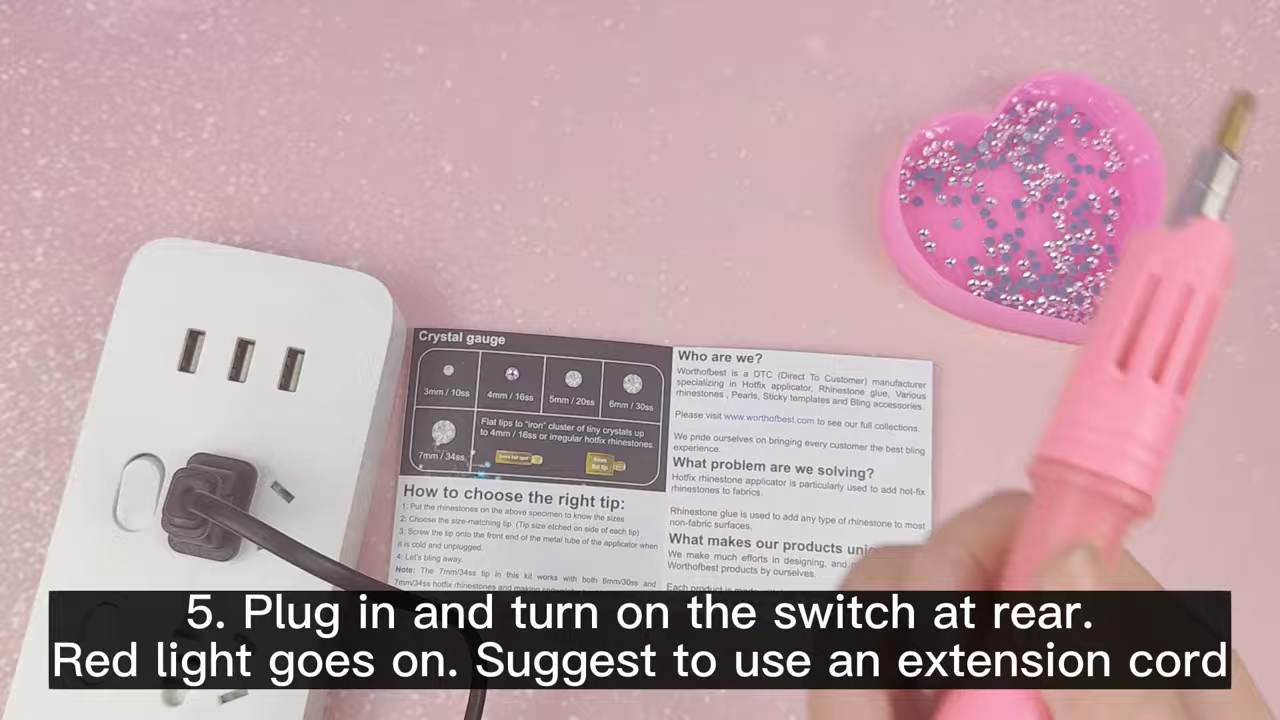 Crystal gauge
3mm / 10ss
4mm / 16ss
5mm / 20ss
6mm / 30ss
7mm / 34ss
Flat tips to "iron" cluster of tiny crystals up
to 4mm / 16ss or irregular hotfix rhinestones.
How to choose the right tip:
1: Put the rhinestones on the above specimen to know the sizes
2: Choose the size-matching tip (Tip size etched on side of each tip)
3: Screw the tip onto the front end of the metal tube of the applicator when
it is cold and unplugged.
4: Let's bling away.
Note: The 7mm/34ss tip in this kit works with both 6mm/30ss and
7mm/34ss hotfix rhinestones and making
Who are we?
Worthofbest is a DTC (Direct To Customer) manufacturer
specializing in Hotfix applicator, Rhinestone glue, Various
rhinestones , Pearls, Sticky templates and Bling accessories.
Please visit www.worthofbest.com to see our full collections.
We pride ourselves on bringing every customer the best bling
experience.
What problem are we solving?
Hotfix rhinestone applicator is particularly used to add hot-fix
rhinestones to fabrics.
Rhinestone glue is used to add any type of rhinestone to most
non-fabric surfaces.
What makes our products
We make much efforts in designing, and
Worthofbest products by ourselves.
Each product is
5. Plug in and turn on the switch at rear.
Red light goes on. Suggest to use an extension cord